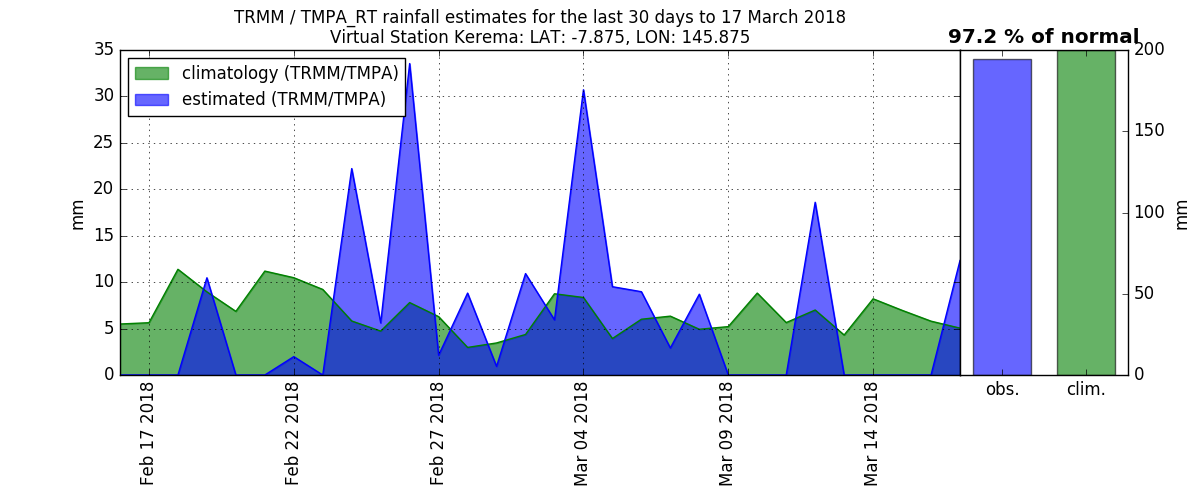 TRMM / TMPA_RT rainfall estimates for the last 30 days to 17 March 2018
Virtual Station Kerema: LAT: -7.875, LON: 145.875
97.2 % of normal
climatology (TRMM/TMPA)
estimated (TRMM/TMPA)
mm
35
30
25
20
15
10
5
0
Feb 17 2018
Feb 22 2018
Feb 27 2018
Mar 04 2018
Mar 09 2018
Mar 14 2018
obs.
clim.
200
150
100
50
0
mm